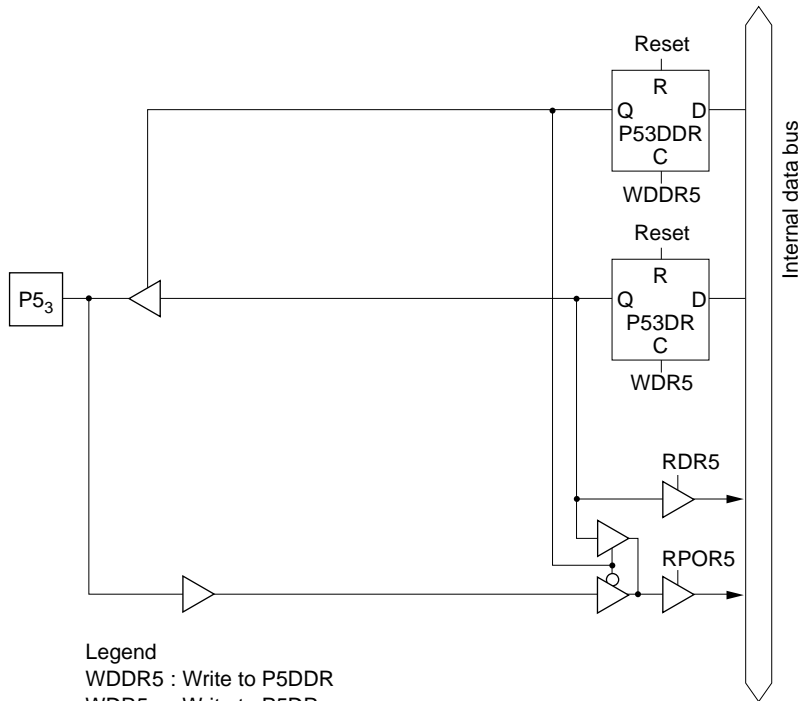 Reset
R
Q D
P53DDR
C
WDDR5
Internal data bus
Reset
R
P5₃
Q D
P53DR
C
WDR5
RDR5
RPOR5
Legend
WDDR5 : Write to P5DDR